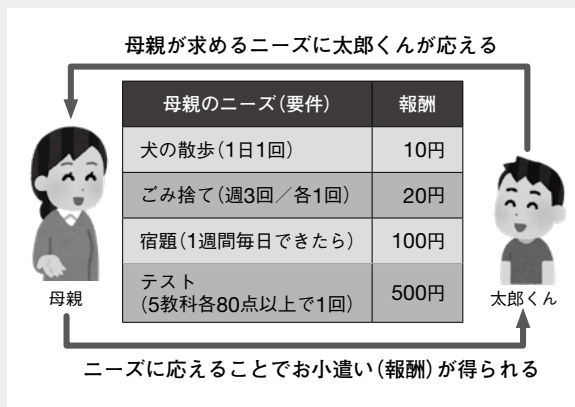 母親が求めるニーズに太郎くんが応える
母親のニーズ（要件） 報酬
犬の散歩（1日1回） 10円
ごみ捨て（週3回／各1回） 20円
宿題（1週間毎日できたら） 100円
テスト
（5教科各80点以上で1回） 500円
母親
太郎くん
ニーズに応えることでお小遣い（報酬）が得られる